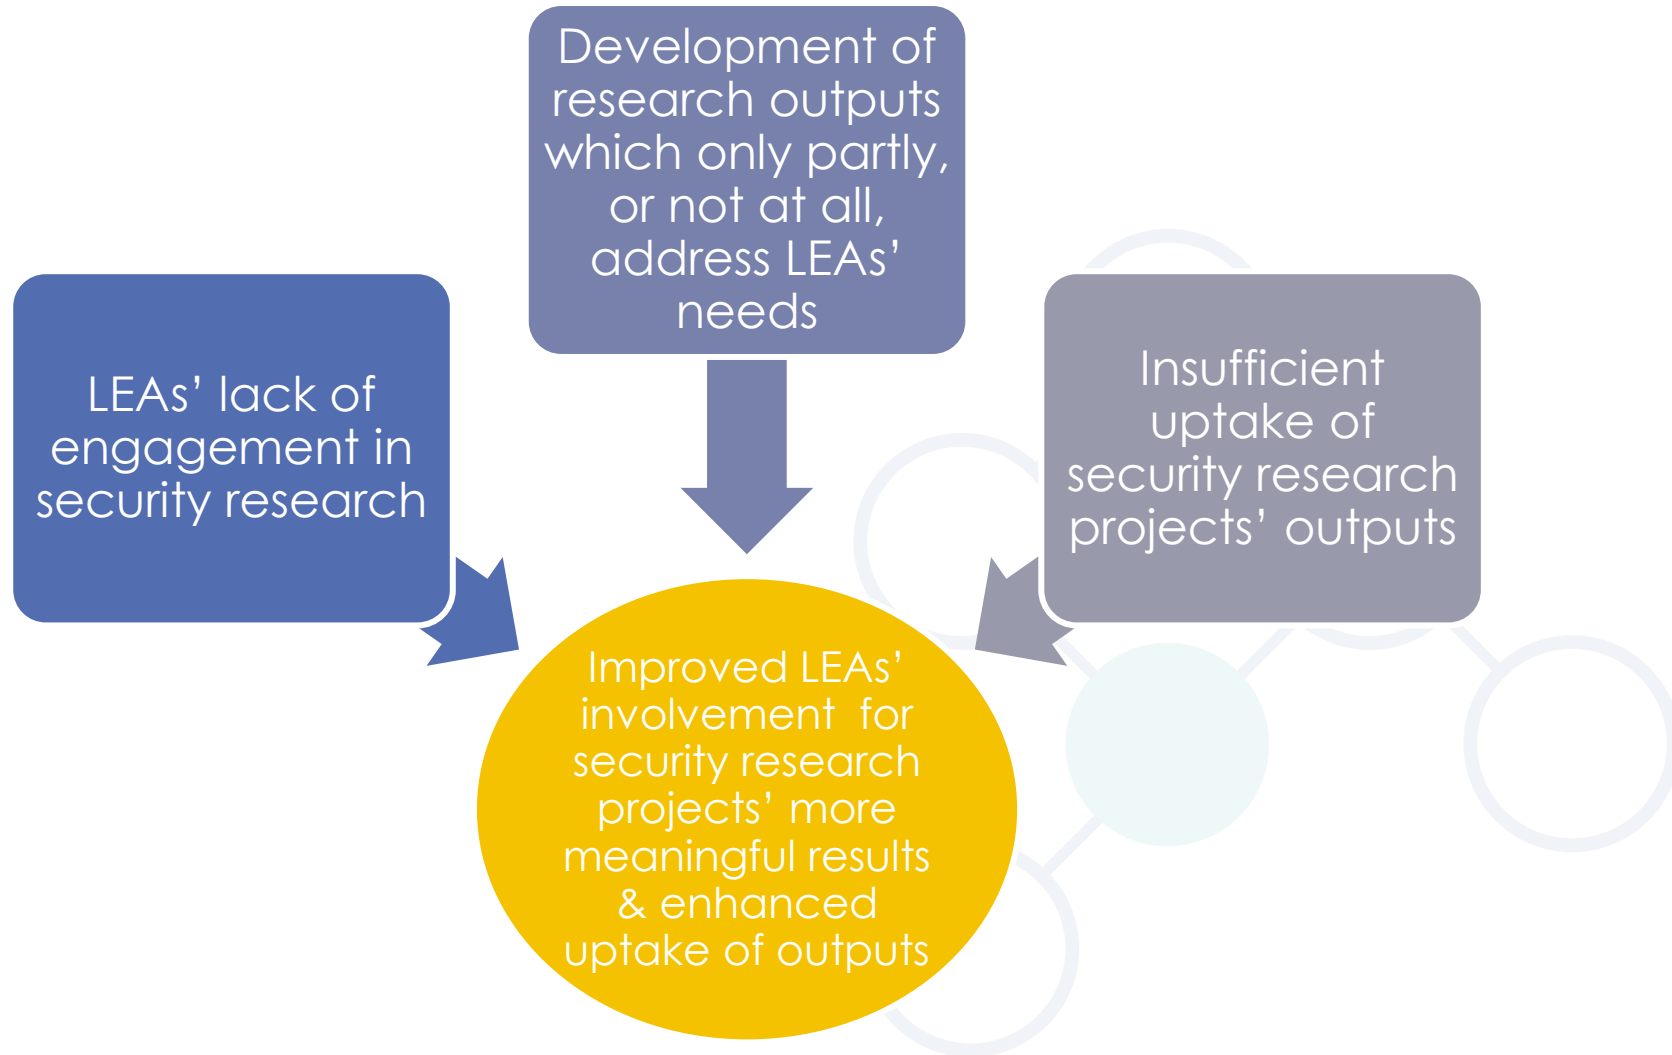 Development of
research outputs
which only partly,
or not at all,
address LEAs’
needs
LEAs’ lack of
engagement in
security research
Insufficient
uptake of
security research
projects’ outputs
Improved LEAs’
involvement  for
security research
projects’ more
meaningful results
& enhanced
uptake of outputs